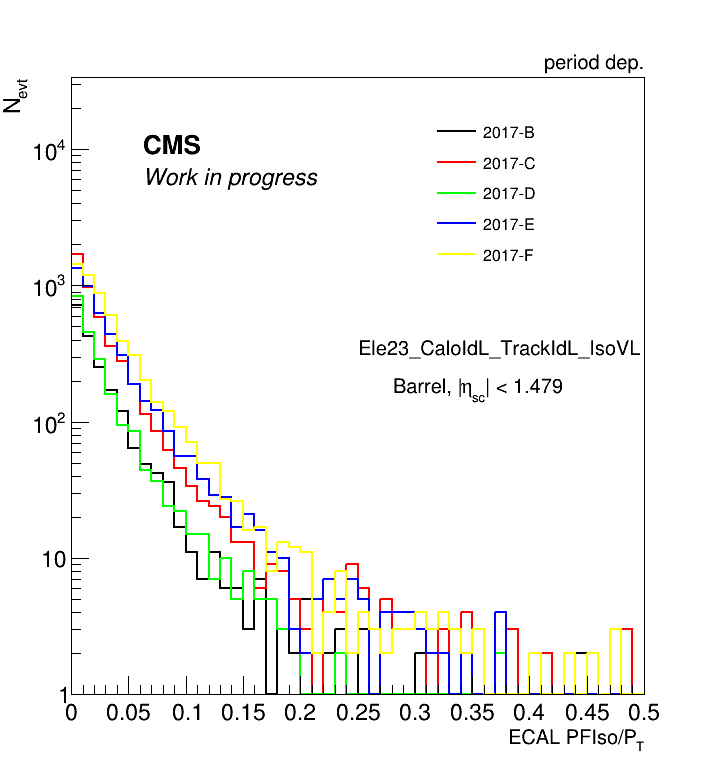 period dep.
N_evt
CMS
Work in progress
2017-B
2017-C
2017-D
2017-E
2017-F
Ele23_CaloIdL_TrackIdL_IsoVL
Barrel, |η_sc| < 1.479
10^4
10^3
10^2
10
1
0 0.05 0.1 0.15 0.2 0.25 0.3 0.35 0.4 0.45 0.5
ECAL PFIso/P_T